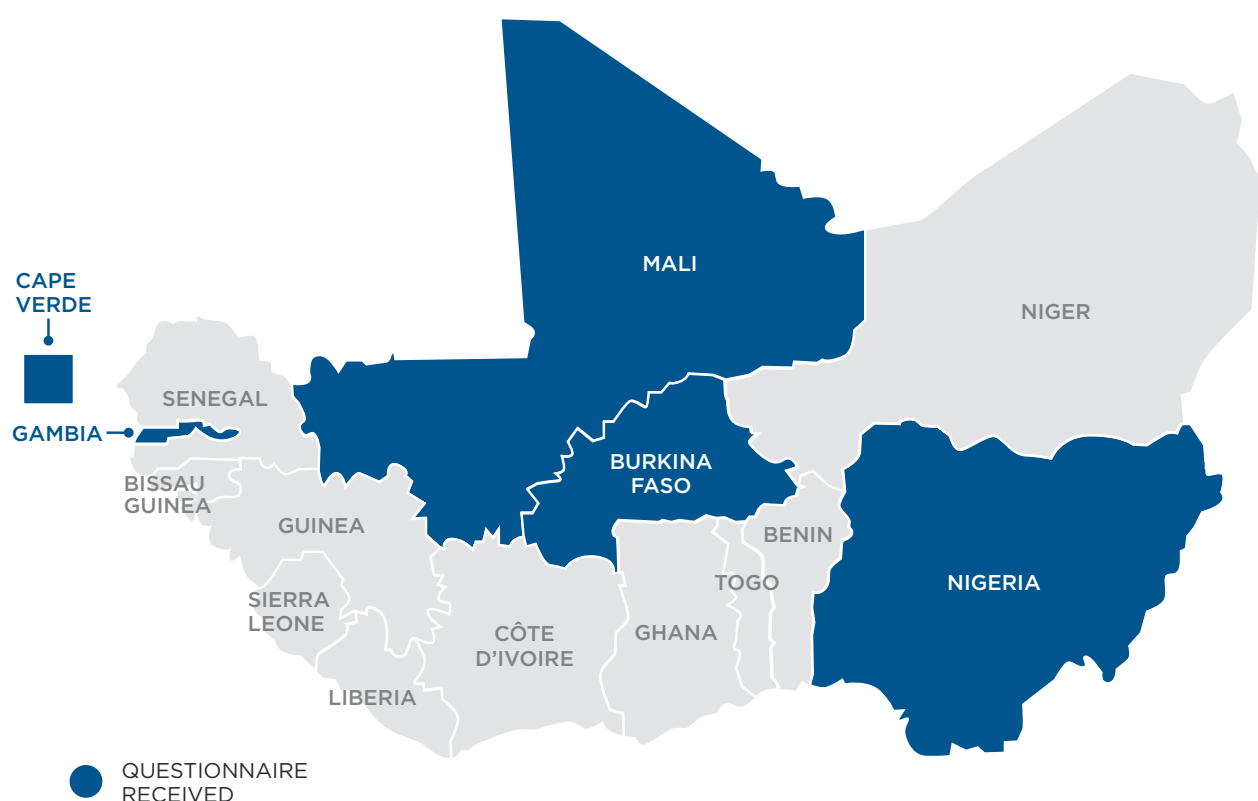 MALI
CAPE
VERDE
NIGER
SENEGAL
GAMBIA
BURKINA
FASO
BISSAU
GUINEA
GUINEA
BENIN
TOGO
NIGERIA
SIERRA
LEONE
GHANA
CÔTE
D'IVOIRE
LIBERIA
QUESTIONNAIRE
RECEIVED